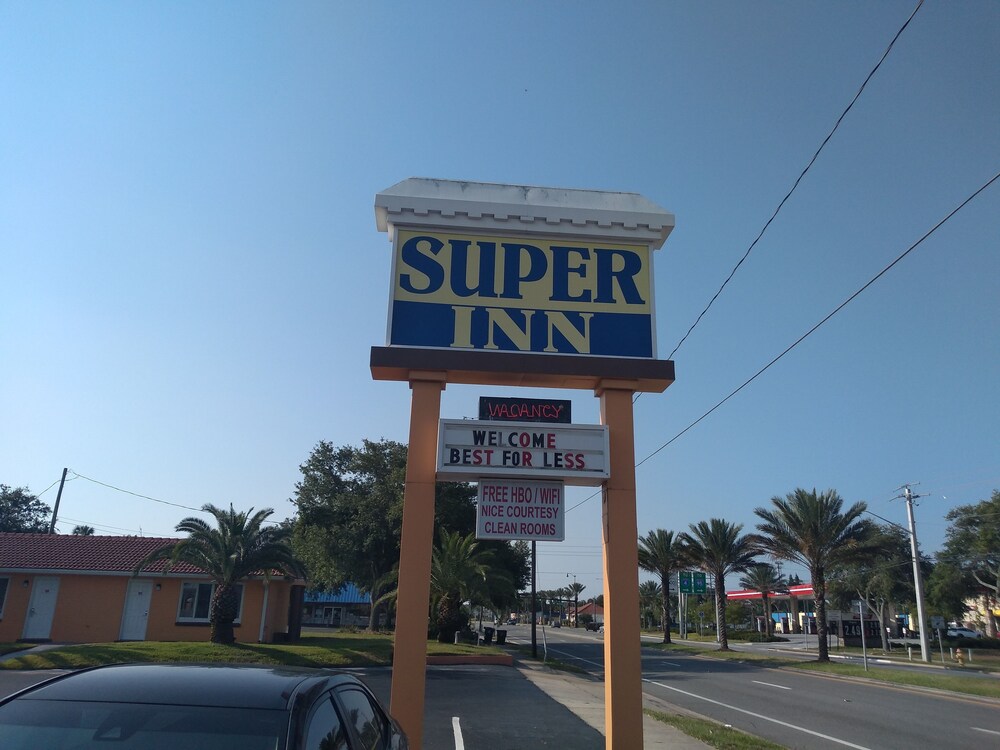 SUPER
INN
VACANCY
WELCOME
BEST FOR LESS
FREE HBO / WIFI
NICE COURTESY
CLEAN ROOMS